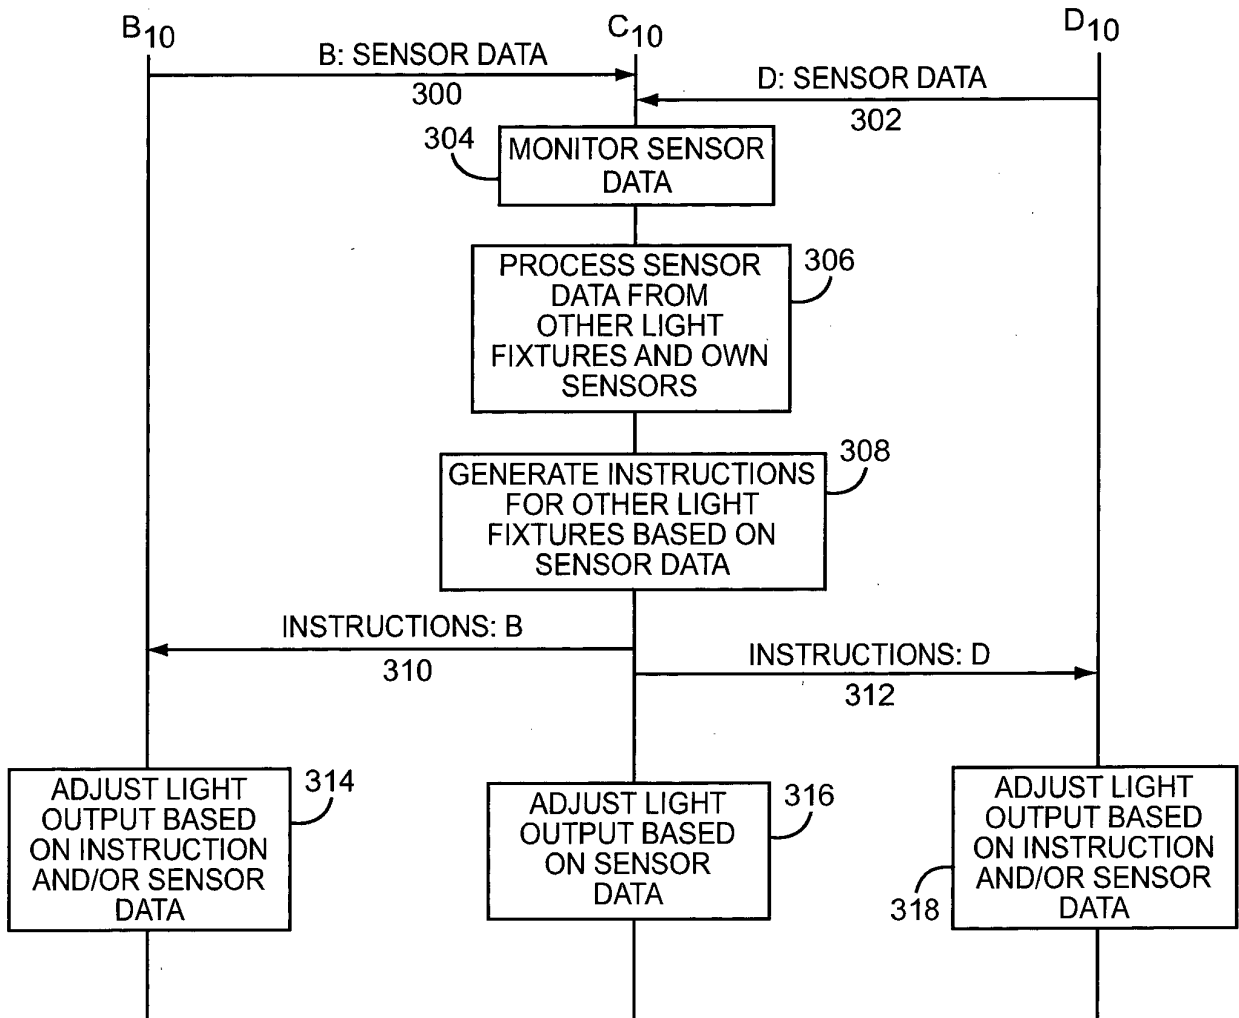 B10
C10
D10
B: SENSOR DATA
300
D: SENSOR DATA
302
304
MONITOR SENSOR
DATA
306
PROCESS SENSOR
DATA FROM
OTHER LIGHT
FIXTURES AND OWN
SENSORS
308
GENERATE INSTRUCTIONS
FOR OTHER LIGHT
FIXTURES BASED ON
SENSOR DATA
INSTRUCTIONS: B
310
INSTRUCTIONS: D
312
314
ADJUST LIGHT
OUTPUT BASED
ON INSTRUCTION
AND/OR SENSOR
DATA
316
ADJUST LIGHT
OUTPUT BASED
ON SENSOR
DATA
318
ADJUST LIGHT
OUTPUT BASED
ON INSTRUCTION
AND/OR SENSOR
DATA